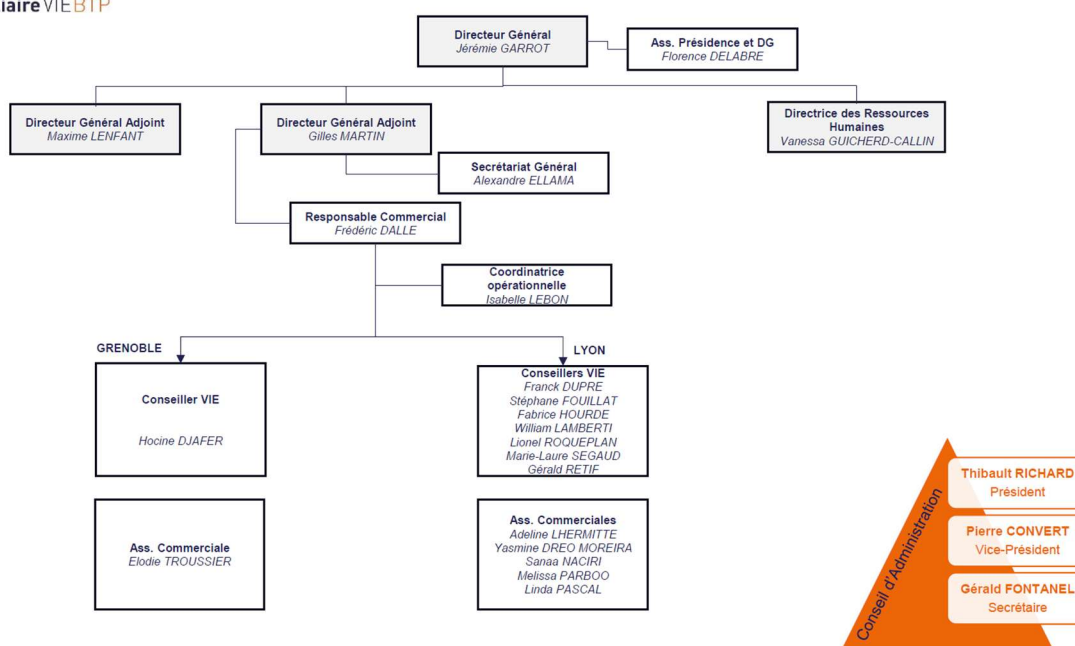 VIEBTP
Directeur Général
Jérémie GARROT
Ass. Présidence et DG
Florence DELABRE
Directeur Général Adjoint
Maxime LENFANT
Directeur Général Adjoint
Gilles MARTIN
Directrice des Ressources
Humaines
Vanessa GUICHERD-CALLIN
Secrétariat Général
Alexandre ELLAMA
Responsable Commercial
Frédéric DALLE
Coordinatrice
opérationnelle
Isabelle LEBON
GRENOBLE
LYON
Conseiller VIE
Hocine DJAFER
Conseillers VIE
Franck DUPRE
Stéphane FOUILLAT
Fabrice HOURDE
William LAMBERTI
Lionel ROQUEPLAN
Marie-Laure SEGAUD
Gérald RETIF
Ass. Commerciale
Elodie TROUSSIER
Ass. Commerciales
Adeline LHERMITTE
Yasmine DREO MOREIRA
Sanaa NACIRI
Melissa PARBOO
Linda PASCAL
Conseil d'Administration
Thibault RICHARD
Président
Pierre CONVERT
Vice-Président
Gérald FONTANEL
Secrétaire